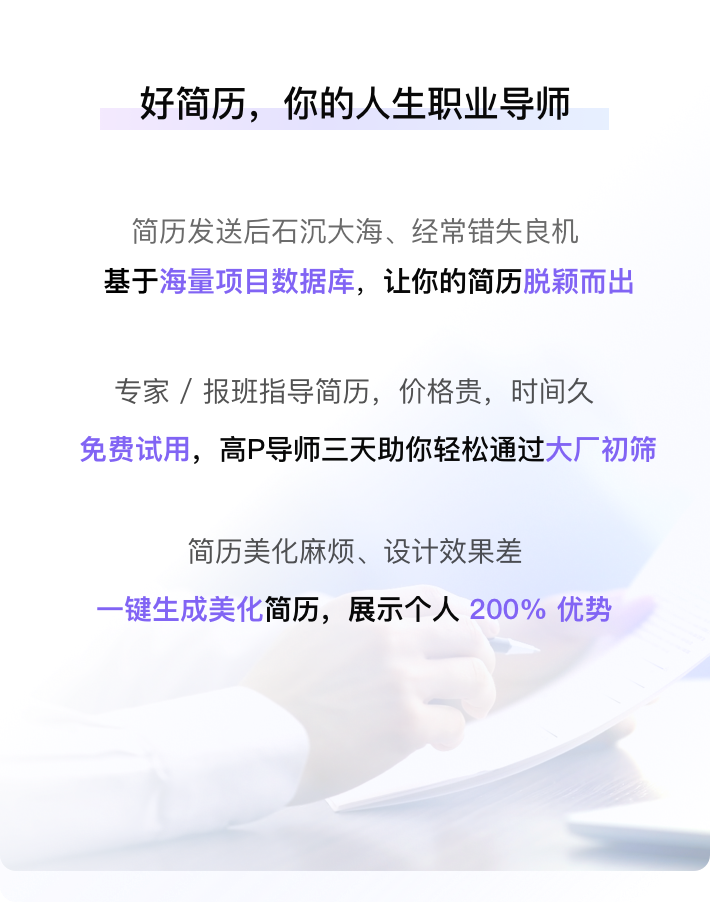 好简历，你的人生职业导师
简历发送后石沉大海、经常错失良机
基于海量项目数据库，让你的简历脱颖而出
专家 / 报班指导简历，价格贵，时间久
免费试用，高P导师三天助你轻松通过大厂初筛
简历美化麻烦、设计效果差
一键生成美化简历，展示个人 200% 优势